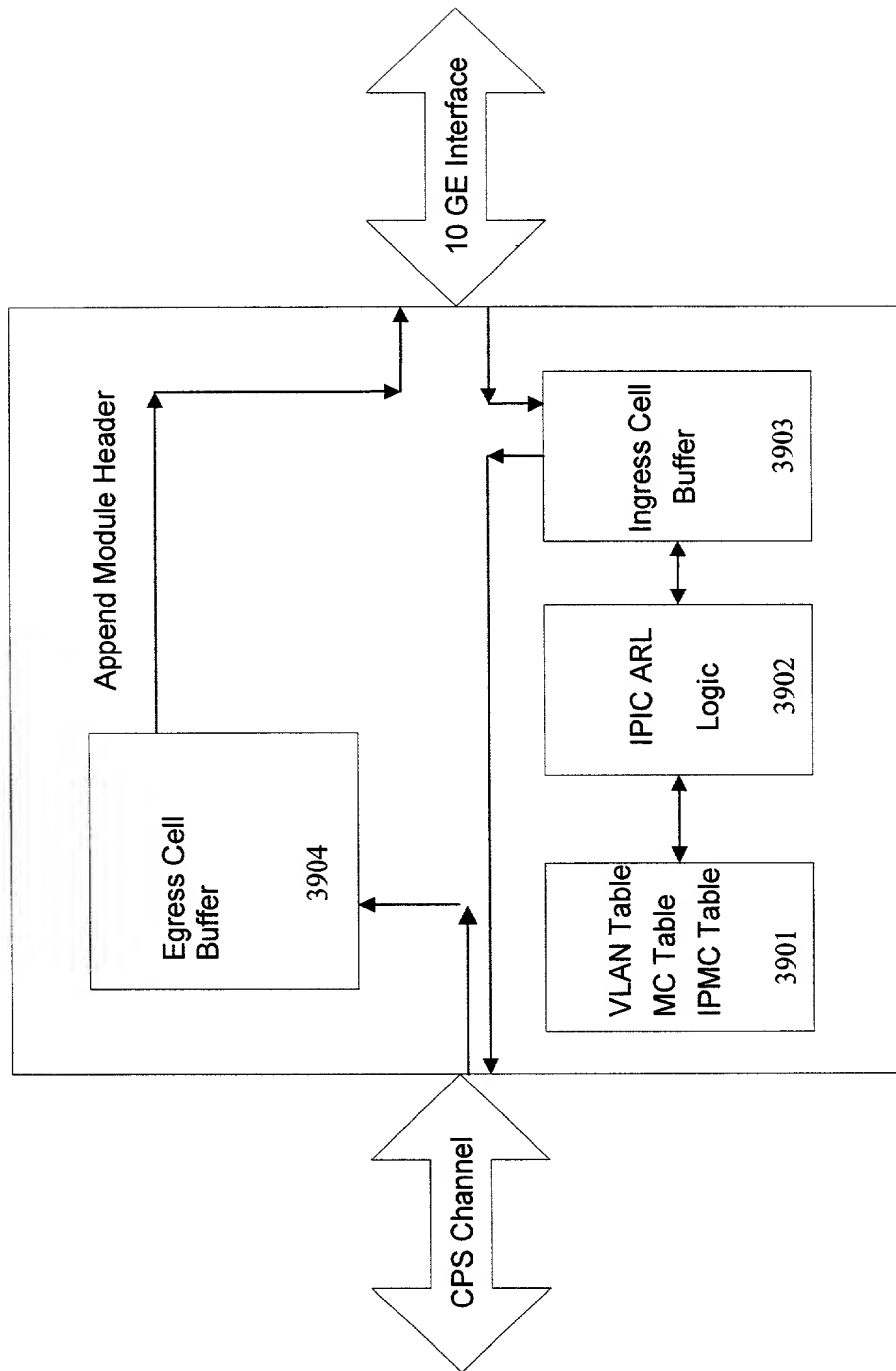 CPS Channel
Egress Cell
Buffer
3904
Append Module Header
VLAN Table
MC Table
IPMC Table
3901
IPIC ARL
Logic
3902
Ingress Cell
Buffer
3903
10 GE Interface